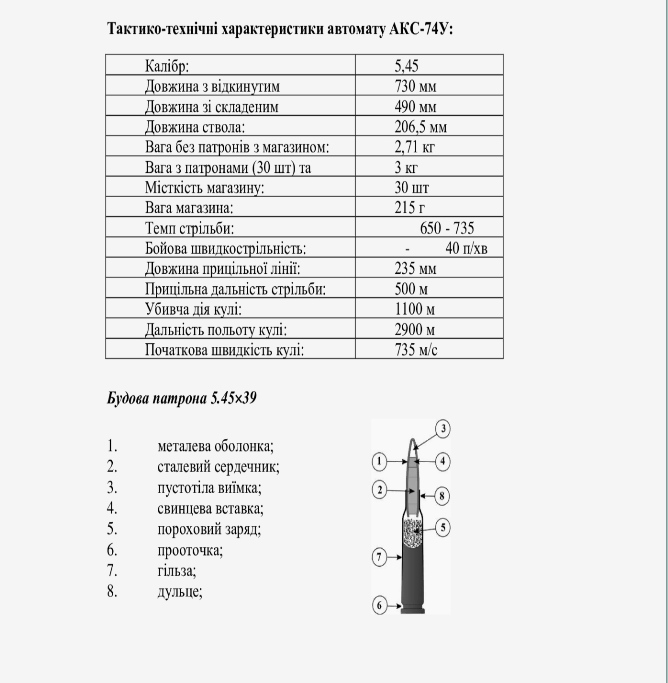 Тактико-технічні характеристики автомату АКС-74У:
Калібр: 5,45
Довжина з відкинутим 730 мм
Довжина зі складеним 490 мм
Довжина ствола: 206,5 мм
Вага без патронів з магазином: 2,71 кг
Вага з патронами (30 шт) та 3 кг
Місткість магазину: 30 шт
Вага магазина: 215 г
Темп стрільби: 650 - 735
Бойова швидкострільність: - 40 п/хв
Довжина прицільної лінії: 235 мм
Прицільна дальність стрільби: 500 м
Убивча дія кулі: 1100 м
Дальність польоту кулі: 2900 м
Початкова швидкість кулі: 735 м/с
Будова патрона 5.45×39
1. металева оболонка;
2. сталевий сердечник;
3. пустотіла виїмка;
4. свинцева вставка;
5. пороховий заряд;
6. прооточка;
7. гільза;
8. дульце;
3
1 4
2 8
5
7
6